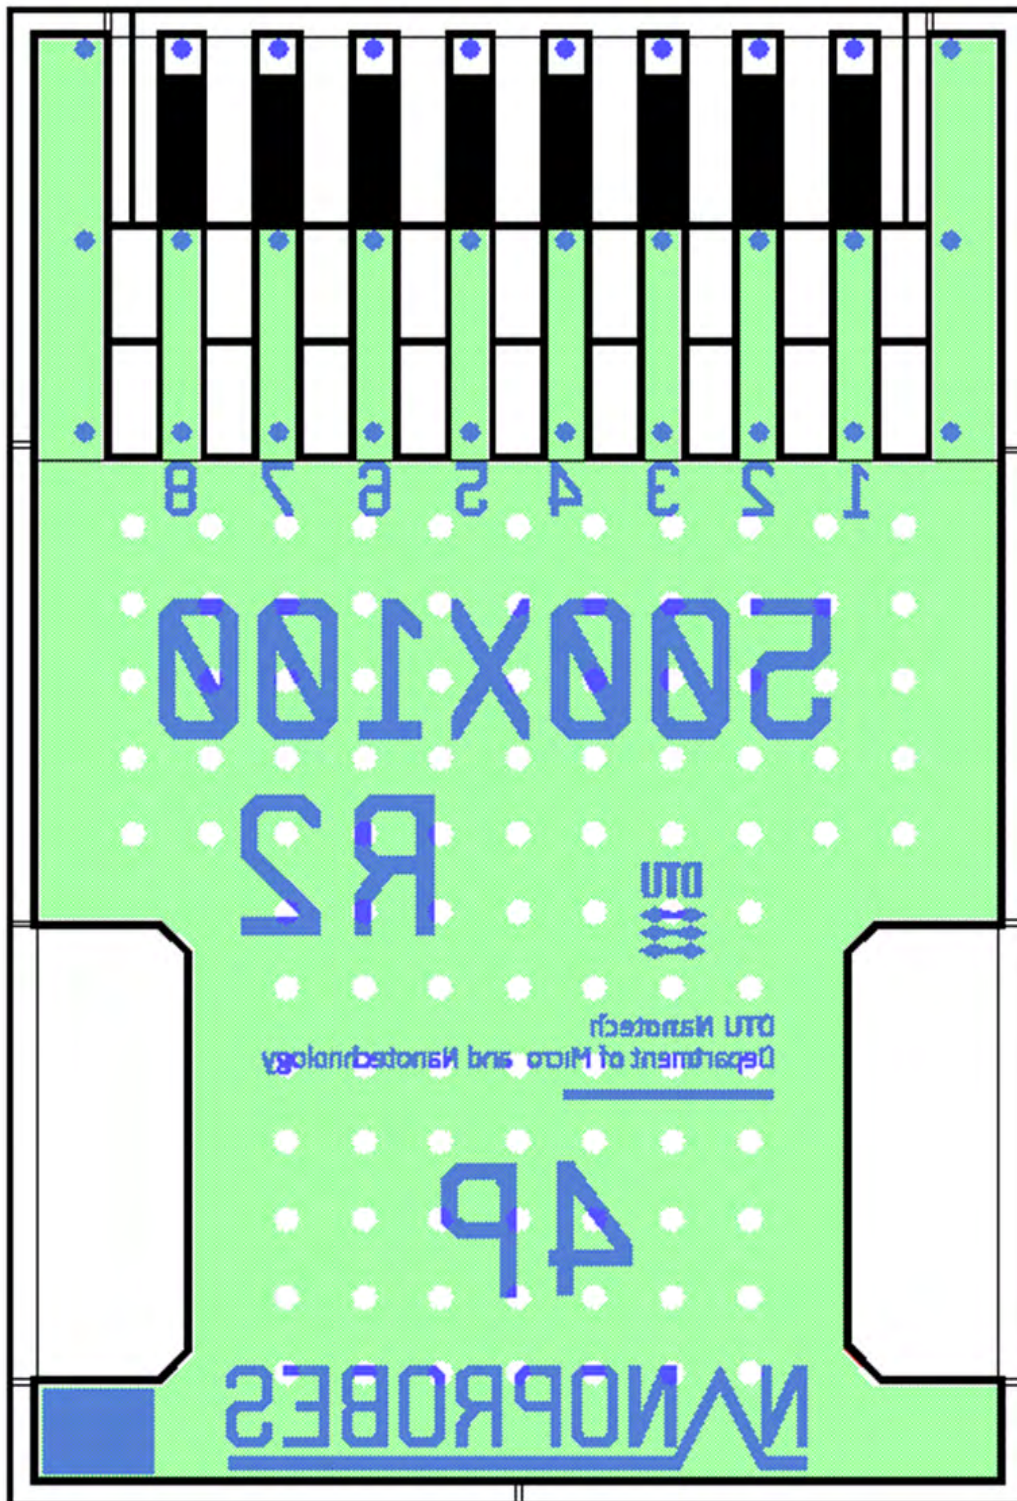 1 2 3 4 5 6 7 8
500X100
R2
DTU
DTU Nanotech
Department of Micro and Nanotechnology
4P
NANOPROBES